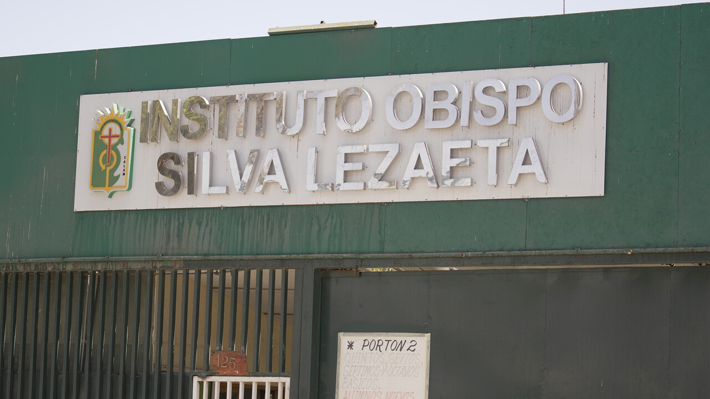 INSTITUTO OBISPO
SILVA LEZAETA
* PORTON 2